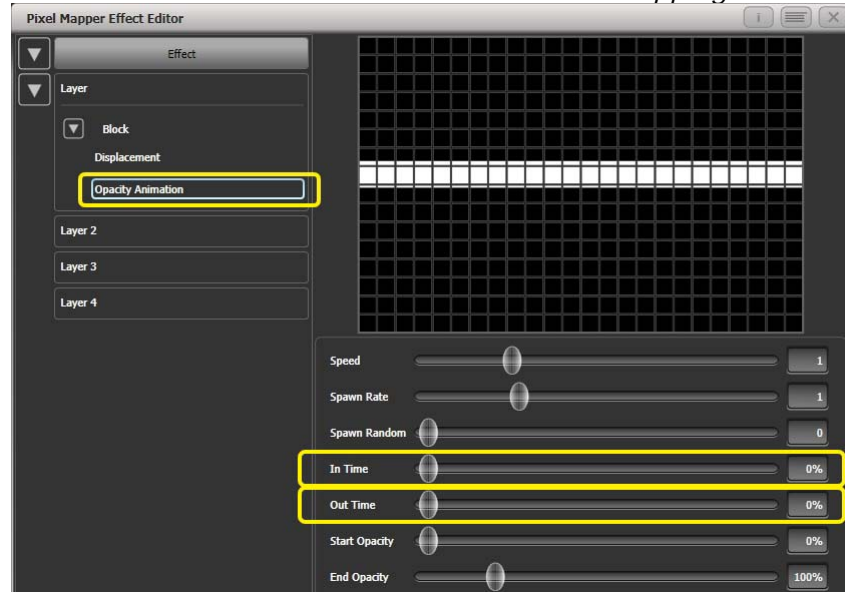 Pixel Mapper Effect Editor
i
Effect
Layer
Block
Displacement
Opacity Animation
Layer 2
Layer 3
Layer 4
Speed 1
Spawn Rate 1
Spawn Random 0
In Time 0%
Out Time 0%
Start Opacity 0%
End Opacity 100%